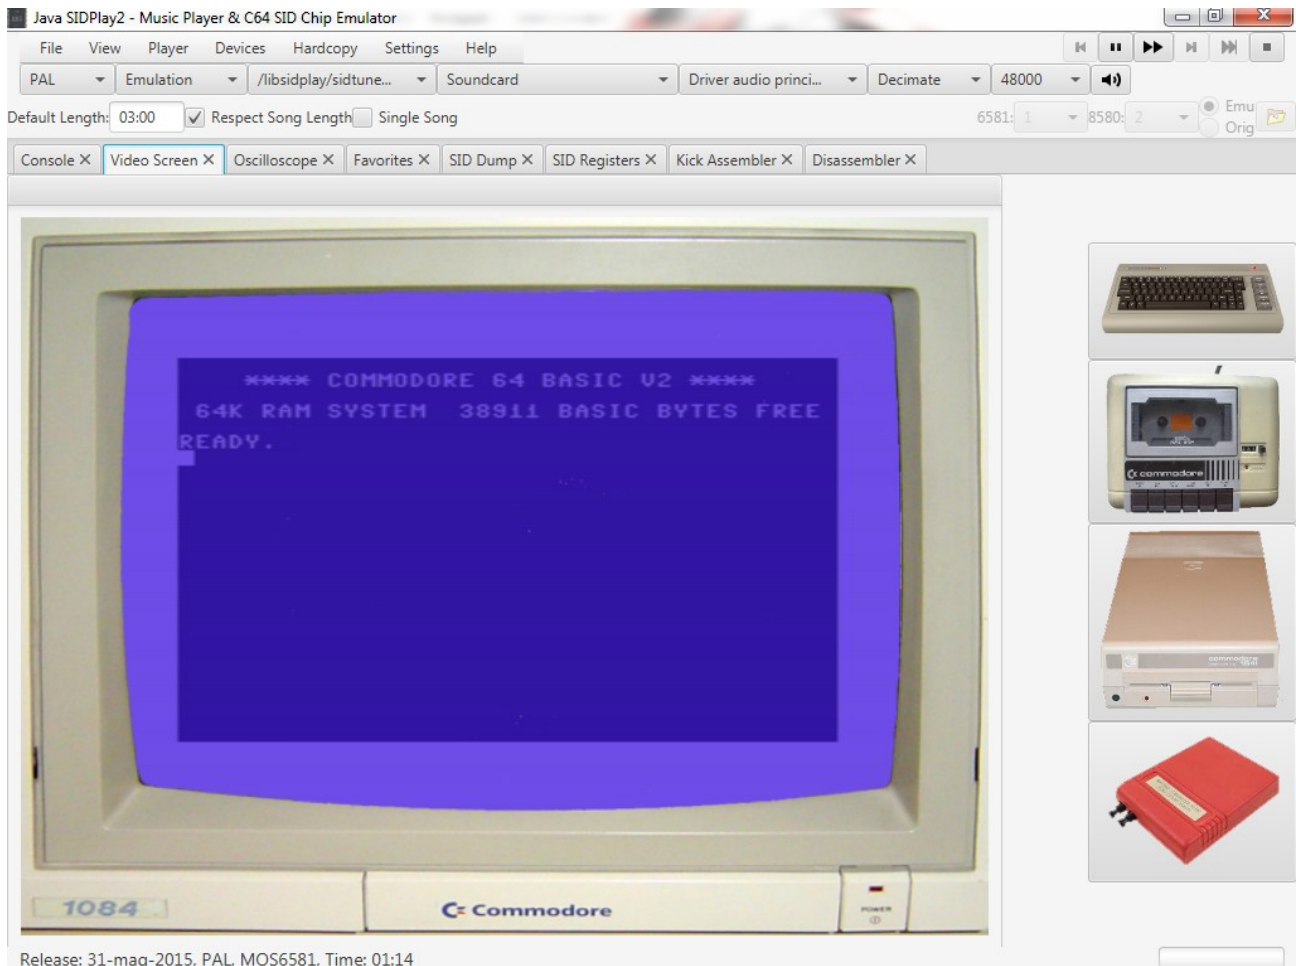 Java SIDPlay2 - Music Player & C64 SID Chip Emulator
File View Player Devices Hardcopy Settings Help
PAL Emulation /libsidplay/sidtune... Soundcard Driver audio princi... Decimate 48000
Default Length: 03:00 Respect Song Length Single Song 6581: 1 8580: 2 Emu
Orig
Console Video Screen Oscilloscope Favorites SID Dump SID Registers Kick Assembler Disassembler
**** COMMODORE 64 BASIC V2 ****
64K RAM SYSTEM 38911 BASIC BYTES FREE
READY.
commodore
commodore
1541
1084
Commodore
POWER
Release: 31-mag-2015, PAL, MOS6581, Time: 01:14